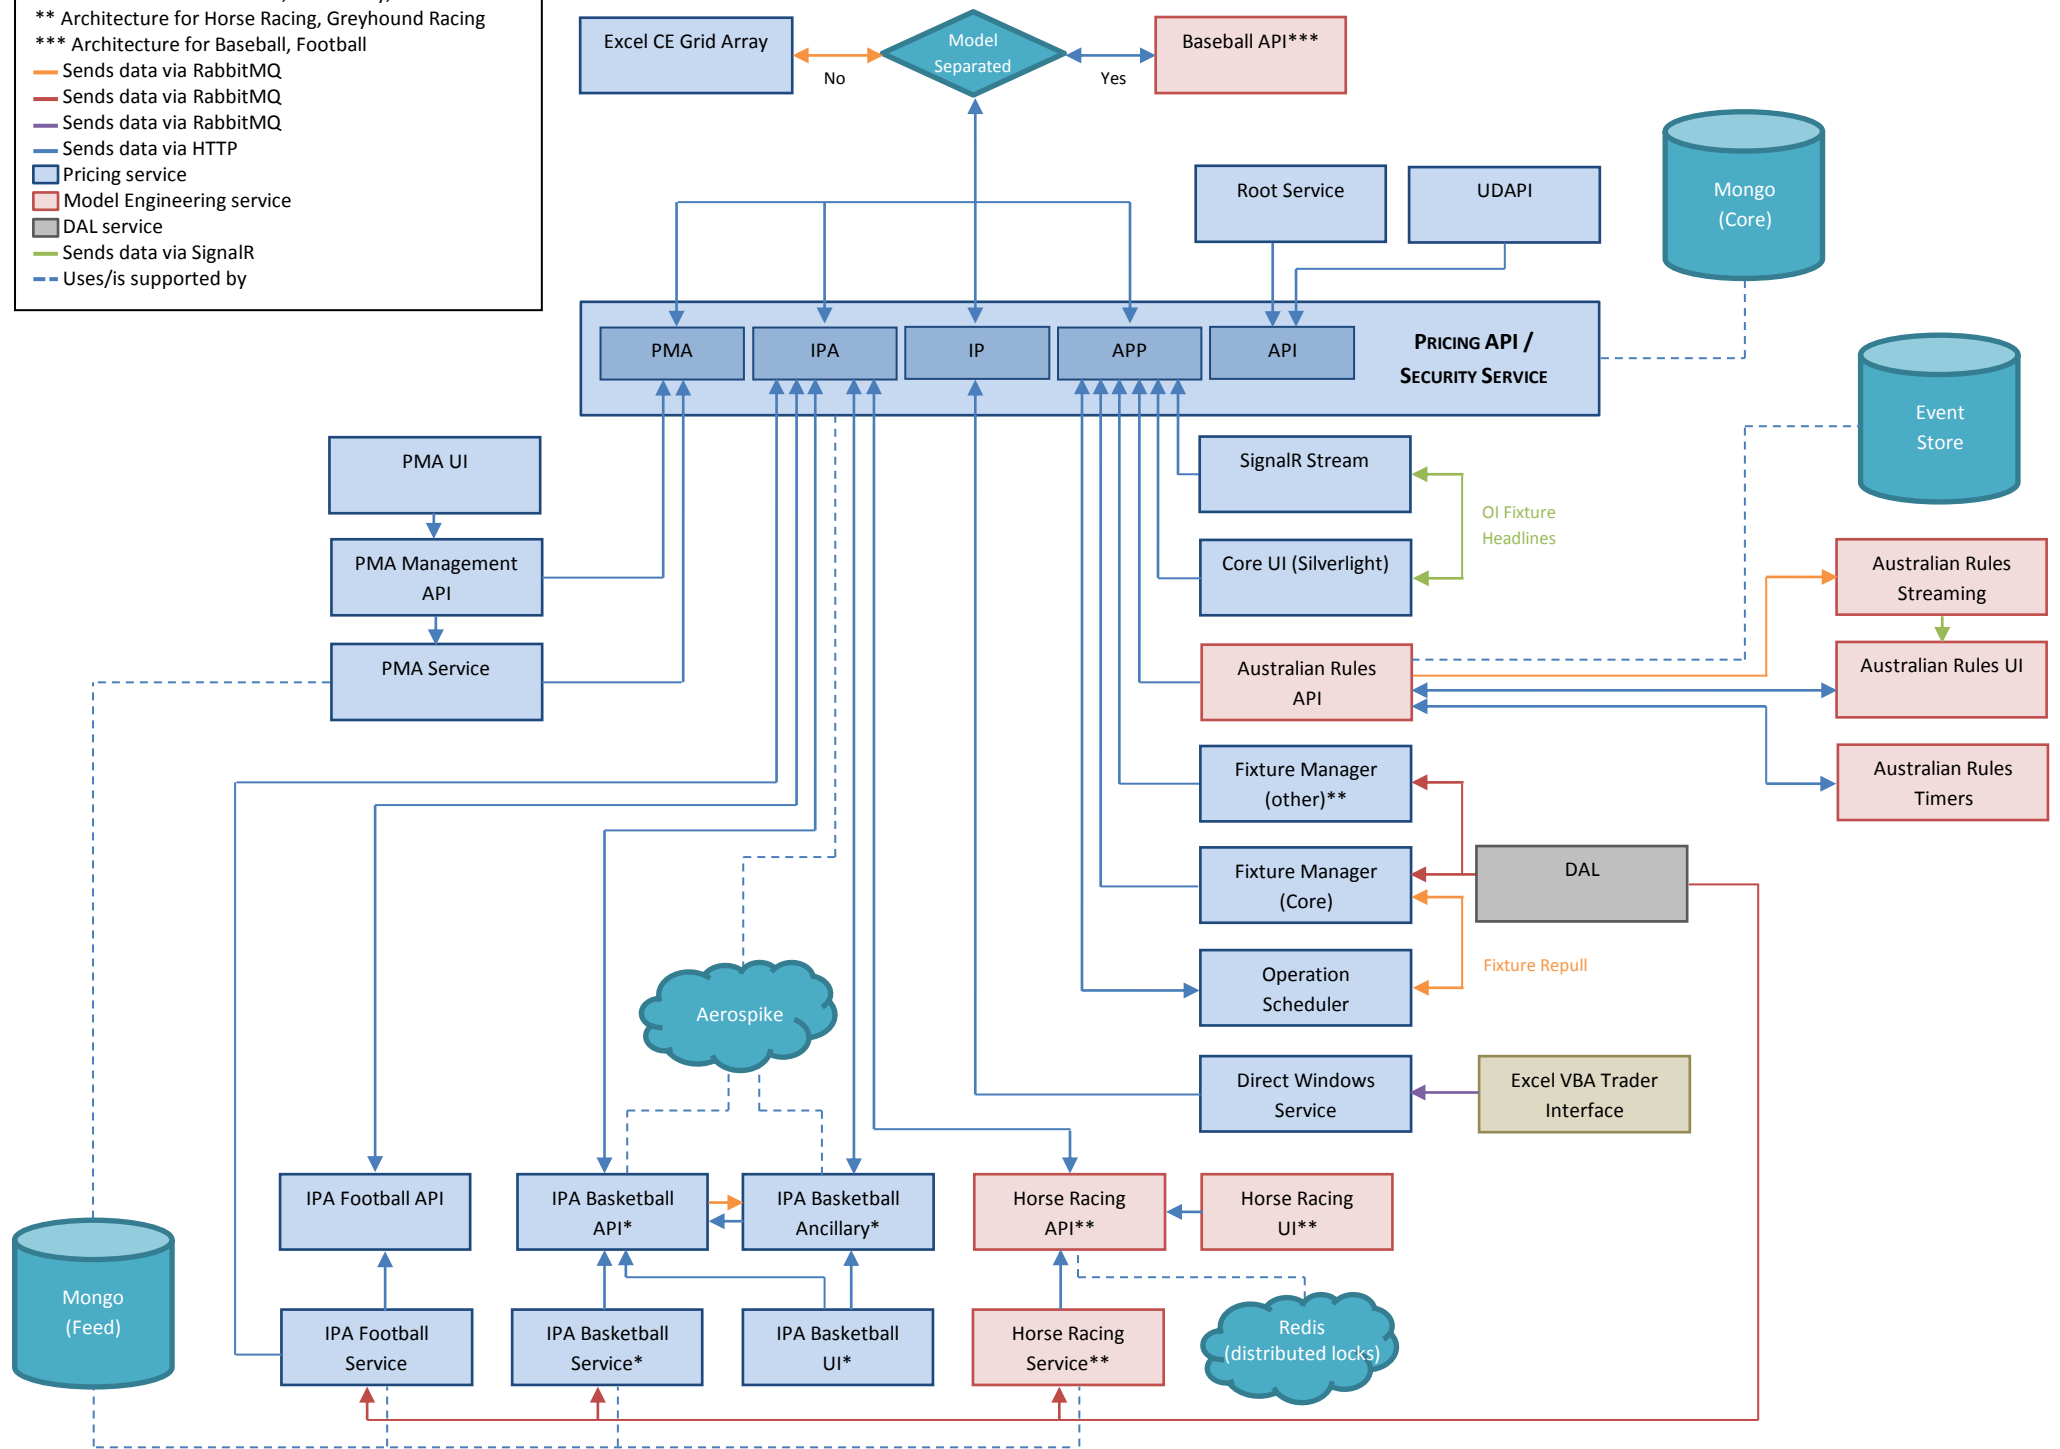 ** Architecture for Horse Racing, Greyhound Racing
*** Architecture for Baseball, Football
Sends data via RabbitMQ
Sends data via RabbitMQ
Sends data via RabbitMQ
Sends data via HTTP
Pricing service
Model Engineering service
DAL service
Sends data via SignalR
Uses/is supported by
Excel CE Grid Array
No
Model
Separated
Yes
Baseball API***
Root Service
UDAPI
Mongo
(Core)
PMA
IPA
IP
APP
API
PRICING API /
SECURITY SERVICE
Event
Store
PMA UI
PMA Management
API
PMA Service
SignalR Stream
OI Fixture
Headlines
Core UI (Silverlight)
Australian Rules
API
Australian Rules
Streaming
Australian Rules UI
Australian Rules
Timers
Fixture Manager
(other)**
Fixture Manager
(Core)
DAL
Fixture Repull
Operation
Scheduler
Aerospike
Direct Windows
Service
Excel VBA Trader
Interface
IPA Football API
IPA Basketball
API*
IPA Basketball
Ancillary*
Horse Racing
API**
Horse Racing
UI**
Mongo
(Feed)
IPA Football
Service
IPA Basketball
Service*
IPA Basketball
UI*
Horse Racing
Service**
Redis
(distributed locks)